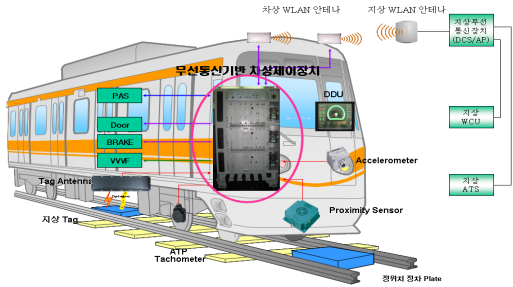 차상 WLAN 안테나
지상 WLAN 안테나
지상무선
통신장치
(DCS/AP)
무선통신기반 차상제어장치
PAS
DDU
Door
지상
WCU
BRAKE
VVVF
Accelerometer
Tag Antenna
지상
ATS
지상 Tag
Proximity Sensor
ATP
Tachometer
정위치 정차 Plate